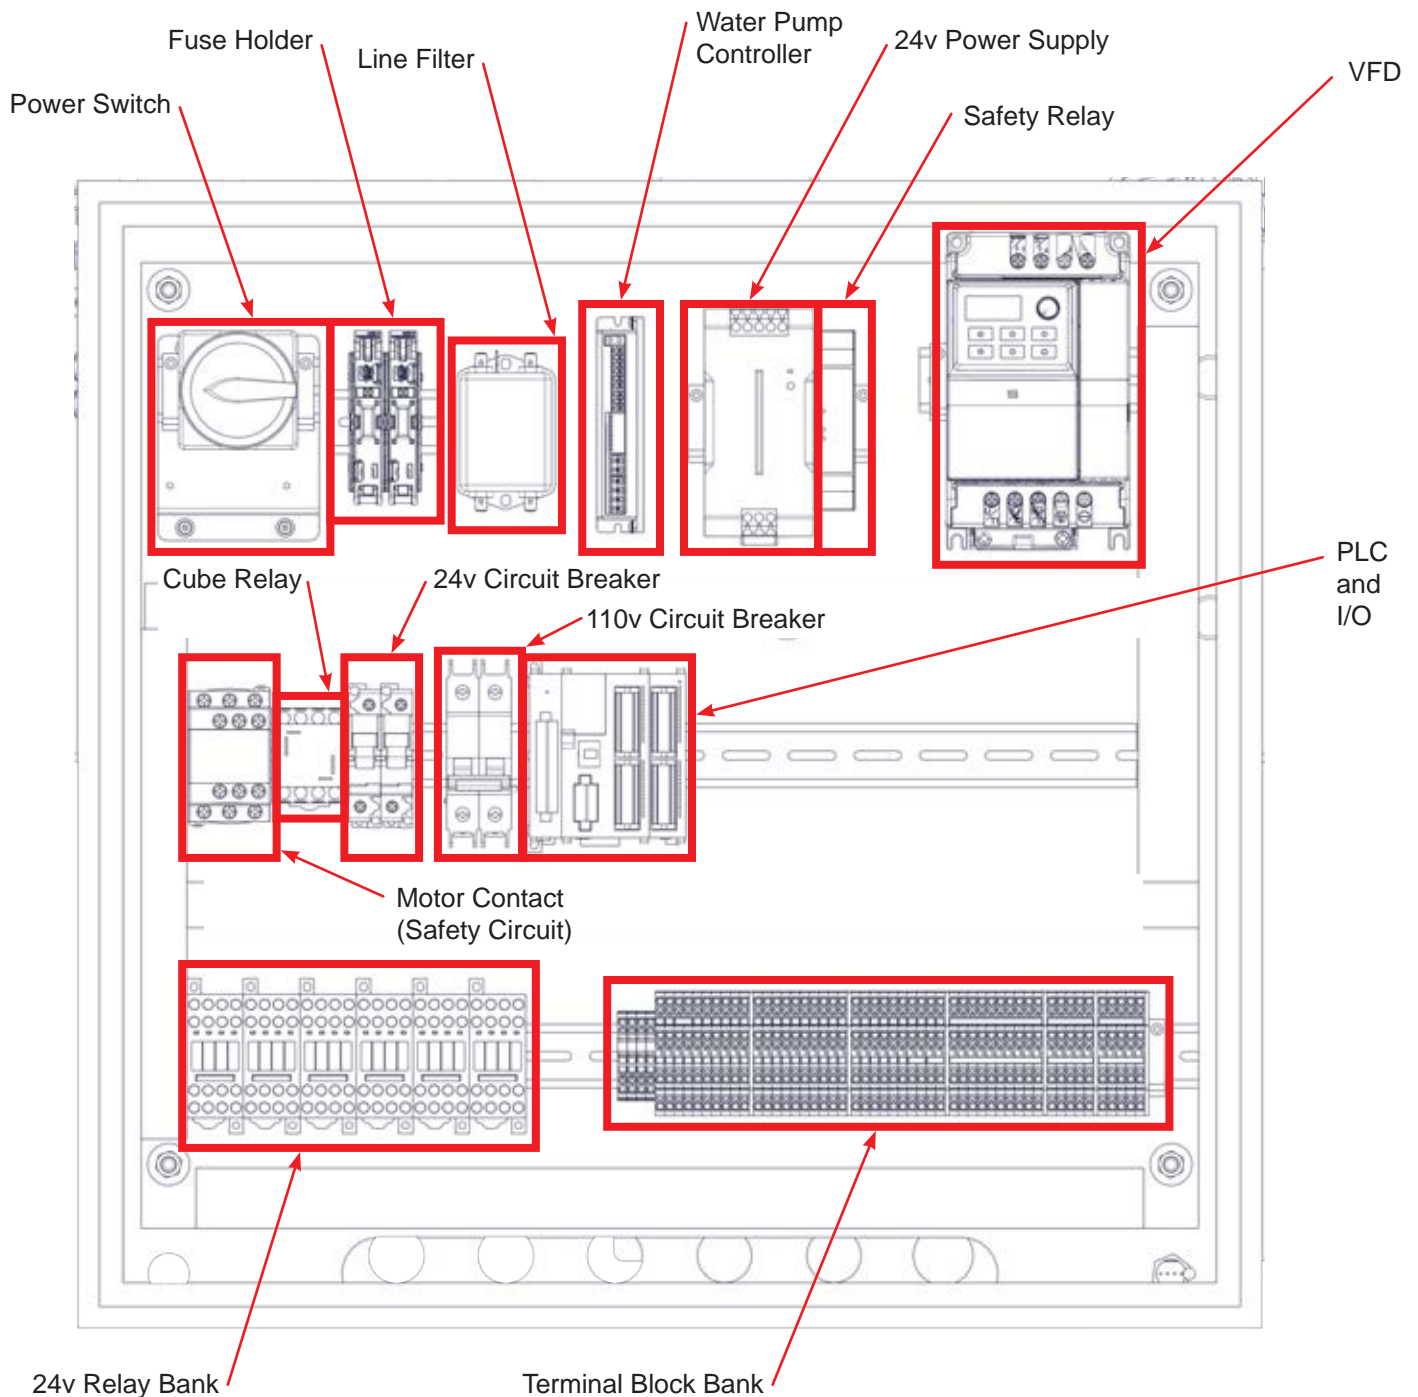 Water Pump
Controller
Fuse Holder
24v Power Supply
Line Filter
VFD
Power Switch
Safety Relay
PLC
and
I/O
Cube Relay
24v Circuit Breaker
110v Circuit Breaker
Motor Contact
(Safety Circuit)
24v Relay Bank
Terminal Block Bank